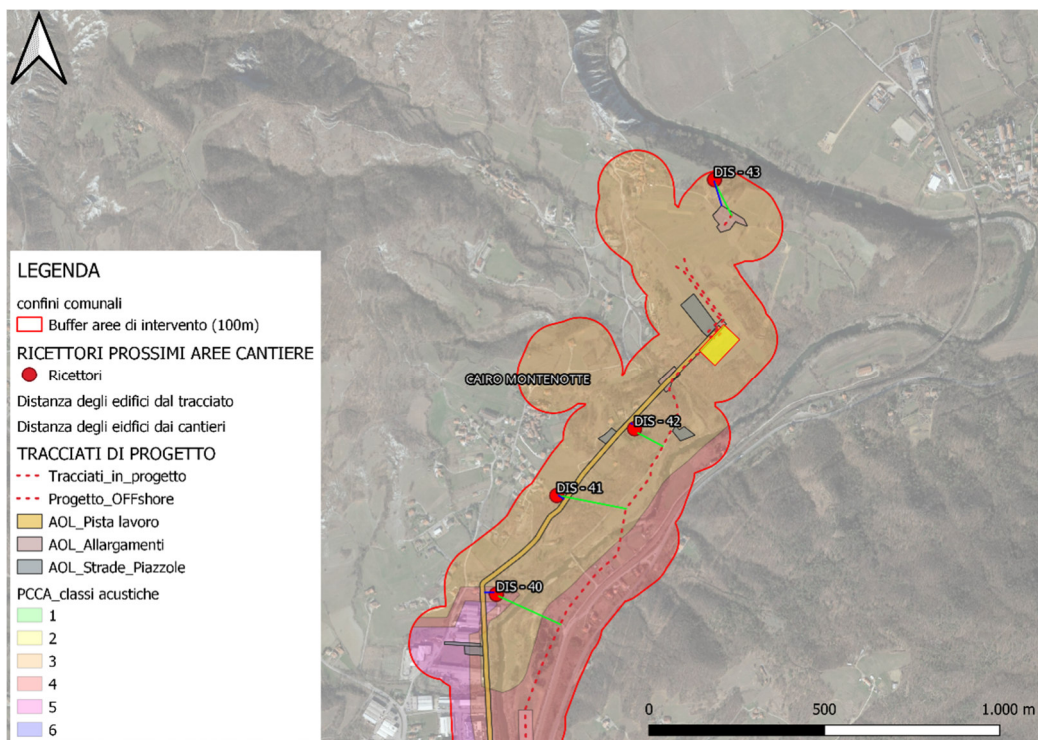 DIS - 43
CAIRO MONTENOTTE
DIS - 42
DIS - 41
DIS - 40
LEGENDA
confini comunali
Buffer aree di intervento (100m)
RICETTORI PROSSIMI AREE CANTIERE
Ricettori
Distanza degli edifici dal tracciato
Distanza degli eidfici dai cantieri
TRACCIATI DI PROGETTO
Tracciati_in_progetto
Progetto_OFFshore
AOL_Pista lavoro
AOL_Allargamenti
AOL_Strade_Piazzole
PCCA_classi acustiche
1
2
3
4
5
6
0 500 1.000 m